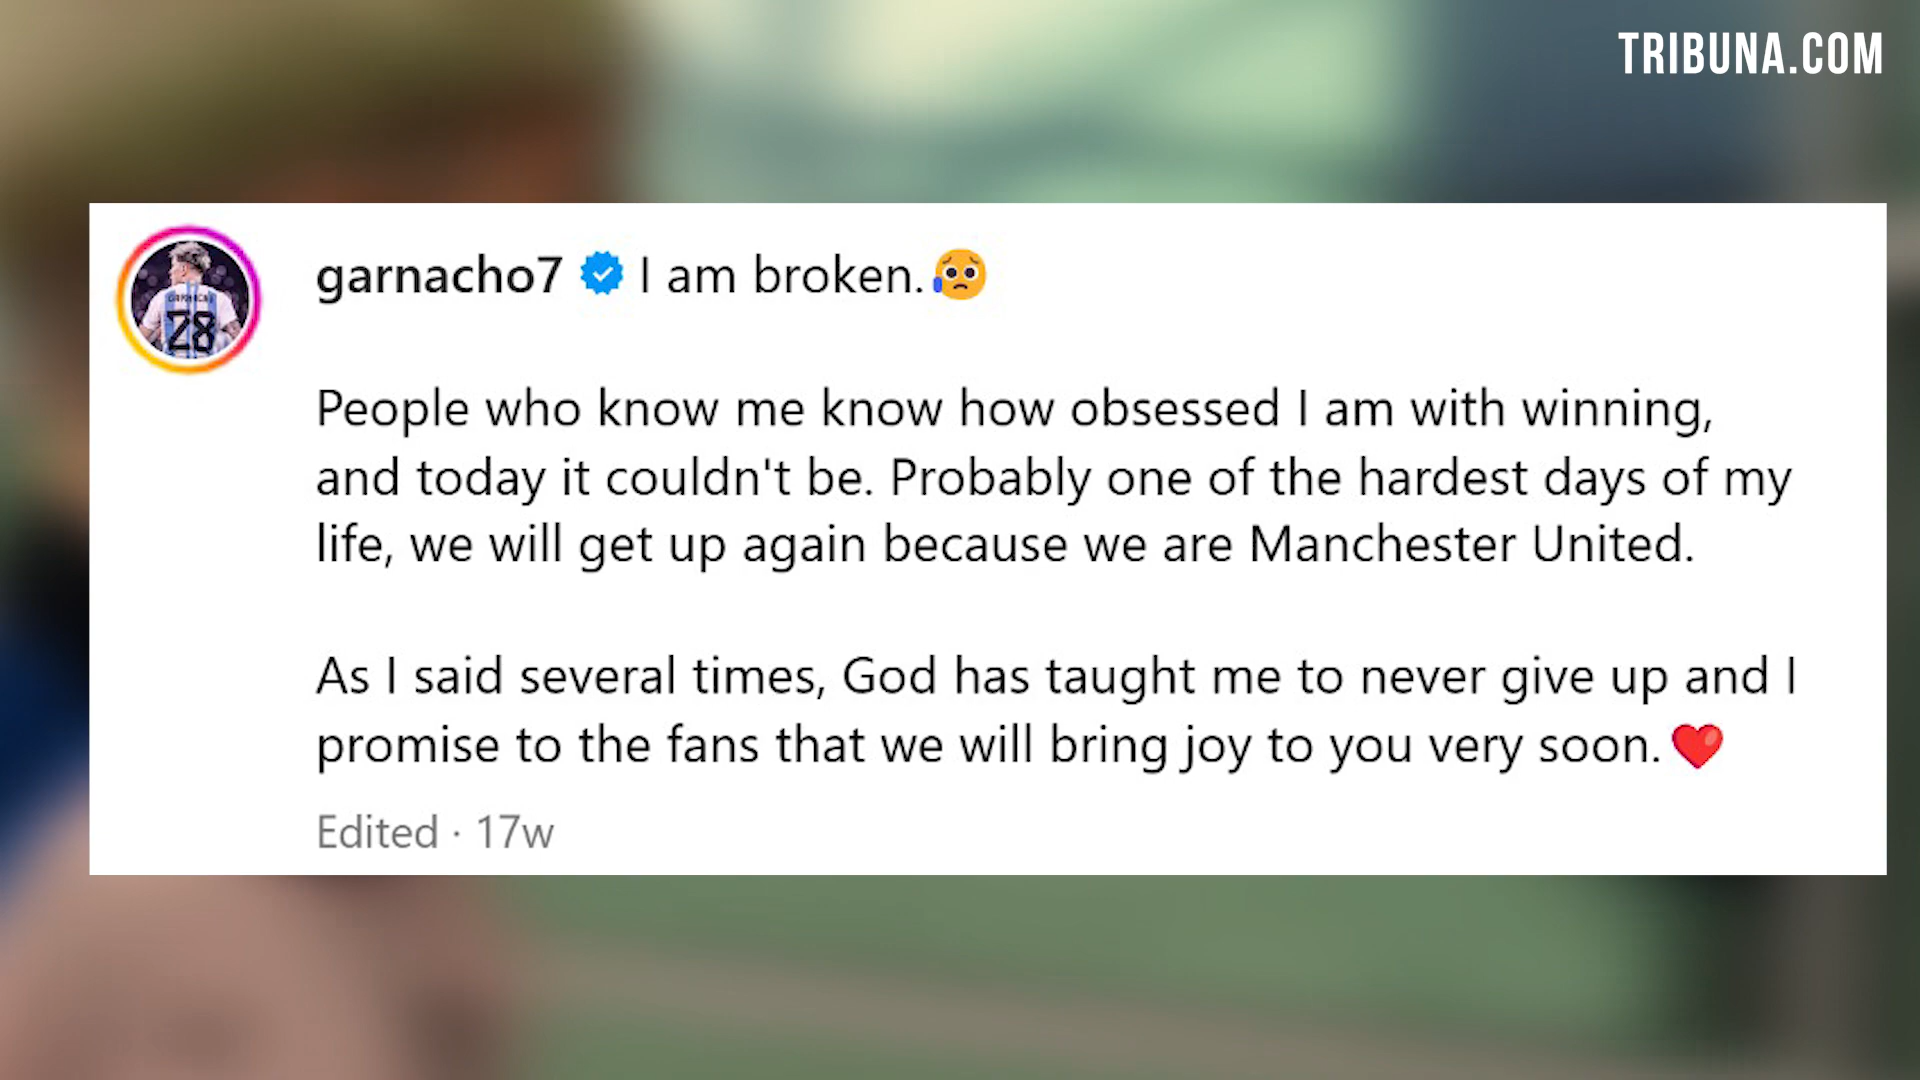 TRIBUNA.COM
garnacho7 I am broken.😥
People who know me know how obsessed I am with winning,
and today it couldn't be. Probably one of the hardest days of my
life, we will get up again because we are Manchester United.
As I said several times, God has taught me to never give up and I
promise to the fans that we will bring joy to you very soon.❤️
Edited · 17w
GARNACHO
28